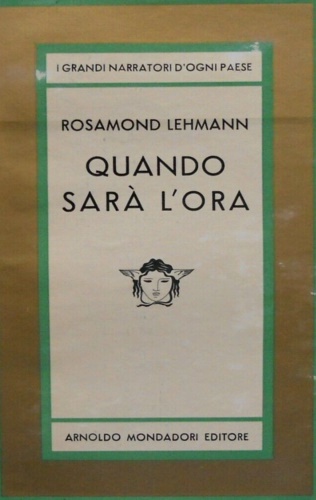 I GRANDI NARRATORI D'OGNI PAESE
ROSAMOND LEHMANN
QUANDO
SARÀ L'ORA
ARNOLDO MONDADORI EDITORE